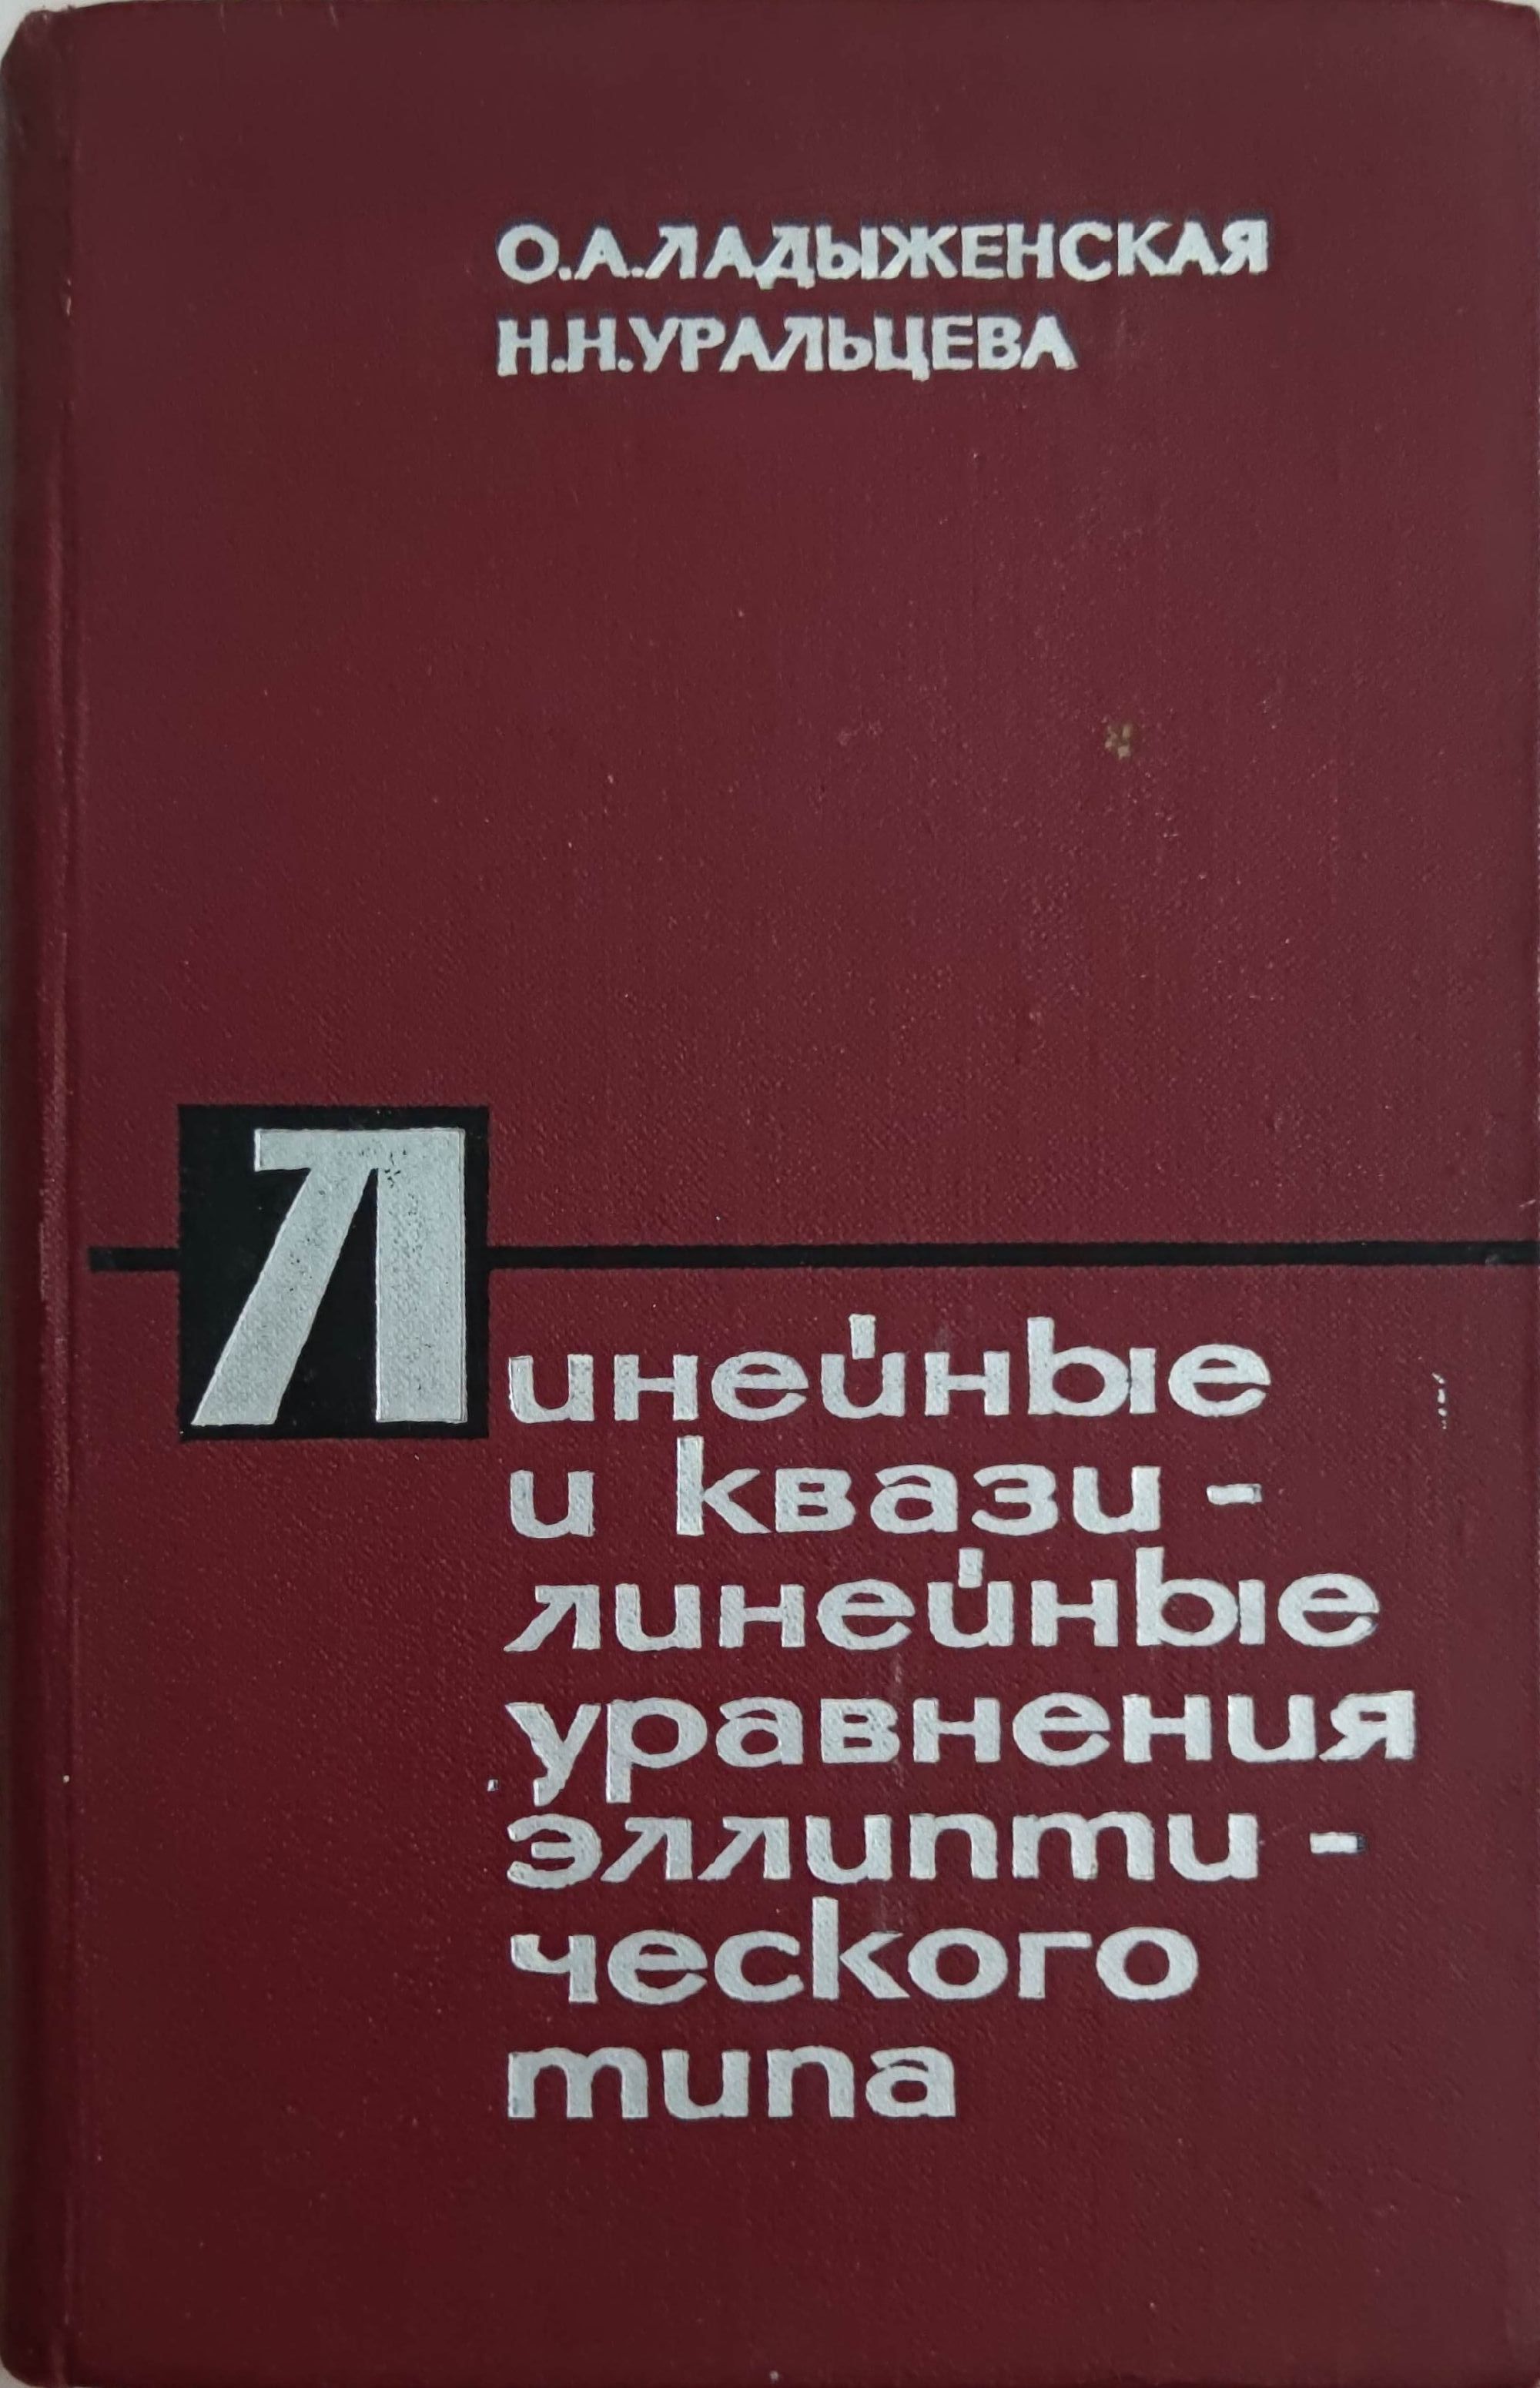 О.А.ЛАДЫЖЕНСКАЯ
Н.Н.УРАЛЬЦЕВА
Линейные
и квази-
линейные
уравнения
эллипти-
ческого
типа